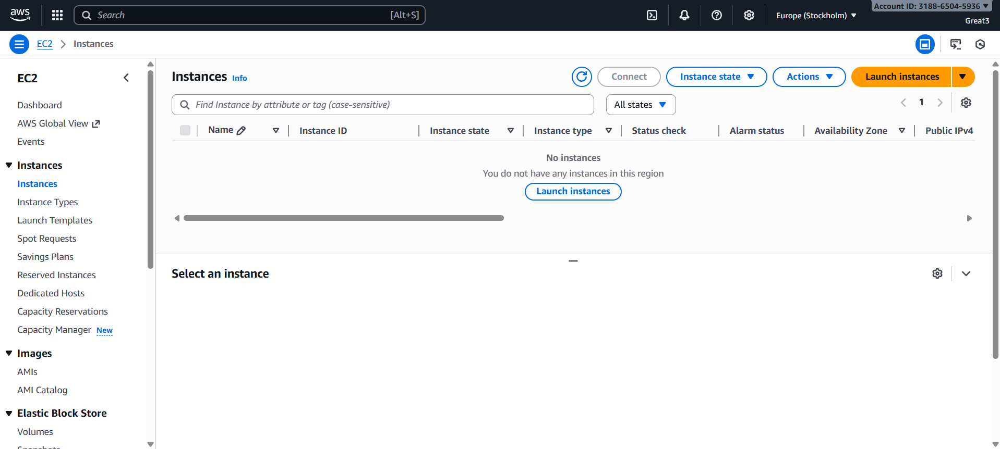 aws
Search [Alt+S]
Europe (Stockholm)
Account ID: 3188-6504-5936
Great3
EC2 Instances
EC2
Dashboard
AWS Global View
Events
Instances
Instances
Instance Types
Launch Templates
Spot Requests
Savings Plans
Reserved Instances
Dedicated Hosts
Capacity Reservations
Capacity Manager New
Images
AMIs
AMI Catalog
Elastic Block Store
Volumes
Snapshots
Instances Info
Connect
Instance state
Actions
Launch instances
Find Instance by attribute or tag (case-sensitive)
All states
1
Name Instance ID Instance state Instance type Status check Alarm status Availability Zone Public IPv4
No instances
You do not have any instances in this region
Launch instances
Select an instance